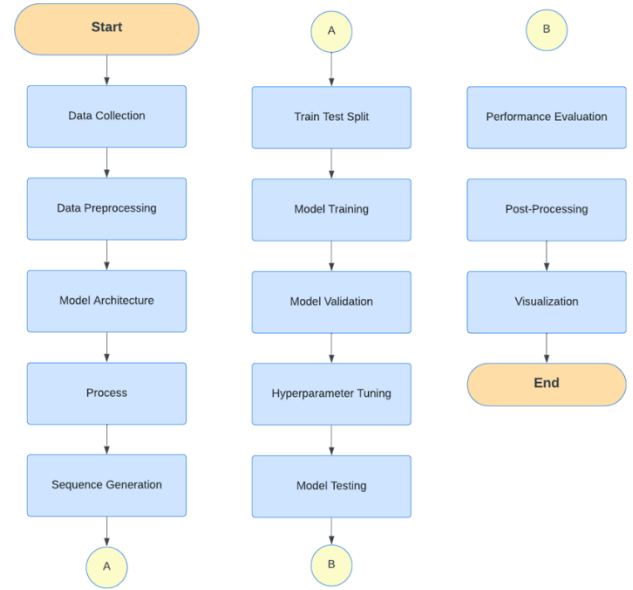 Start
Data Collection
Data Preprocessing
Model Architecture
Process
Sequence Generation
A
A
Train Test Split
Model Training
Model Validation
Hyperparameter Tuning
Model Testing
B
B
Performance Evaluation
Post-Processing
Visualization
End